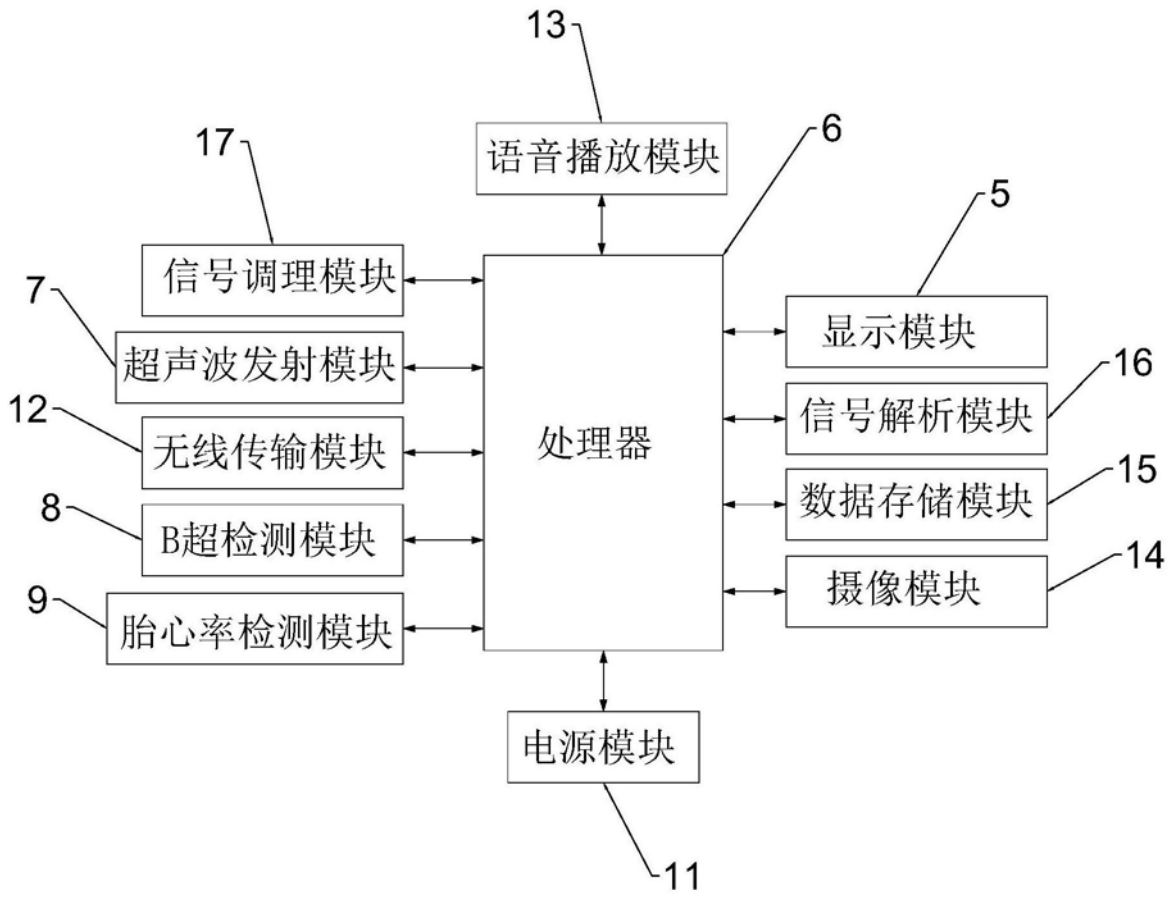 13
语音播放模块
6
17
信号调理模块
5
显示模块
7
超声波发射模块
16
信号解析模块
12
无线传输模块
处理器
15
数据存储模块
8
B超检测模块
14
摄像模块
9
胎心率检测模块
电源模块
11